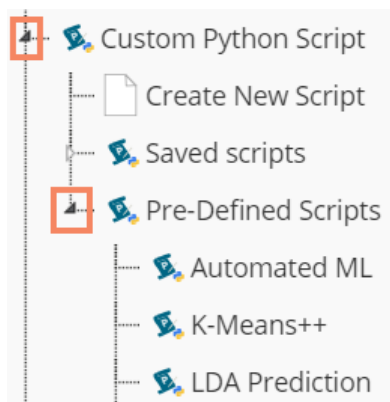 Custom Python Script
Create New Script
Saved scripts
Pre-Defined Scripts
Automated ML
K-Means++
LDA Prediction